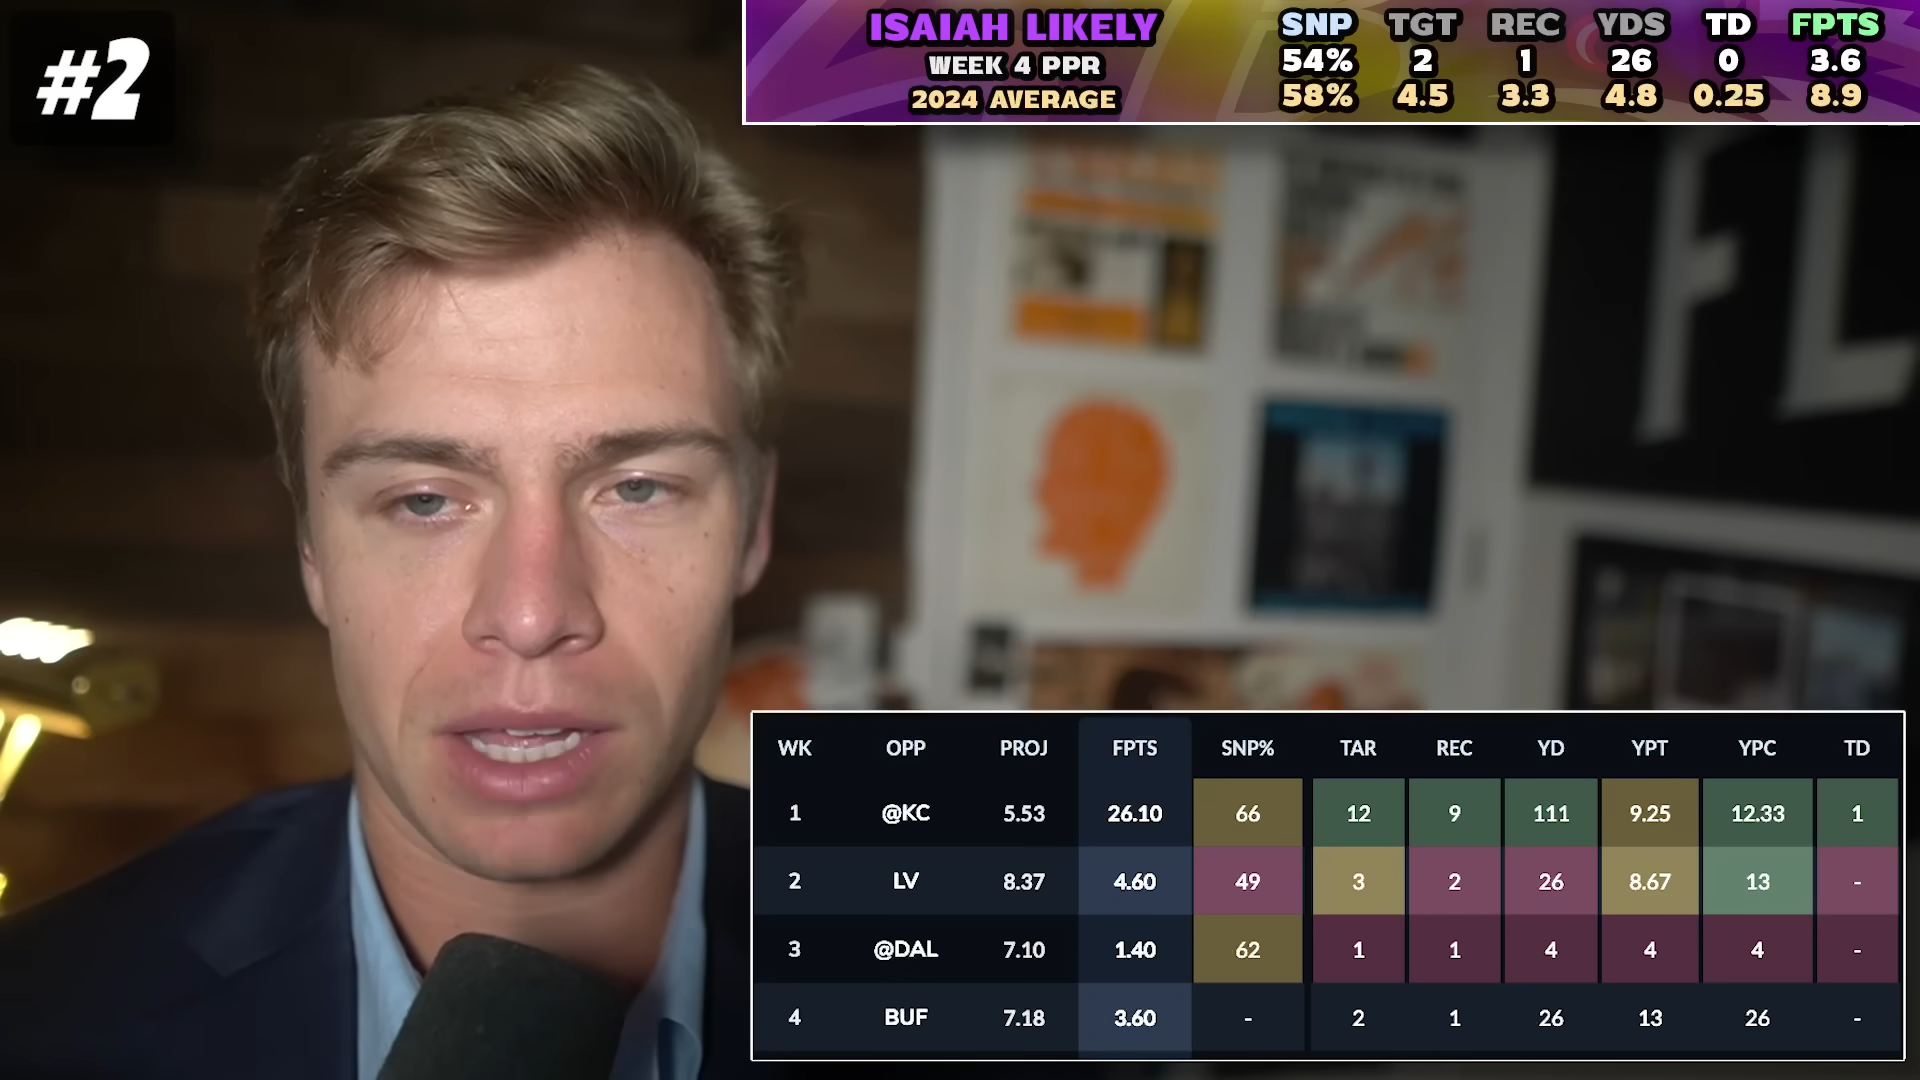 #2
ISAIAH LIKELY SNP TGT REC YDS TD FPTS
WEEK 4 PPR 54% 2 1 26 0 3.6
2024 AVERAGE 58% 4.5 3.3 4.8 0.25 8.9
FL
WK OPP PROJ FPTS SNP% TAR REC YD YPT YPC TD
1 @KC 5.53 26.10 66 12 9 111 9.25 12.33 1
2 LV 8.37 4.60 49 3 2 26 8.67 13 -
3 @DAL 7.10 1.40 62 1 1 4 4 4 -
4 BUF 7.18 3.60 - 2 1 26 13 26 -